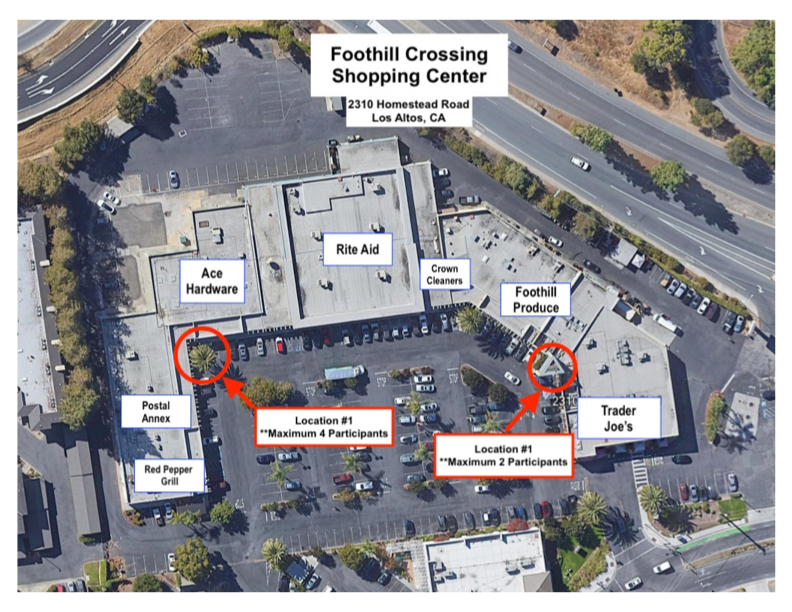 Foothill Crossing
Shopping Center
2310 Homestead Road
Los Altos, CA
Rite Aid
Ace
Hardware
Crown
Cleaners
Foothill
Produce
Postal
Annex
Red Pepper
Grill
Location #1
**Maximum 4 Participants
Trader
Joe's
Location #1
**Maximum 2 Participants